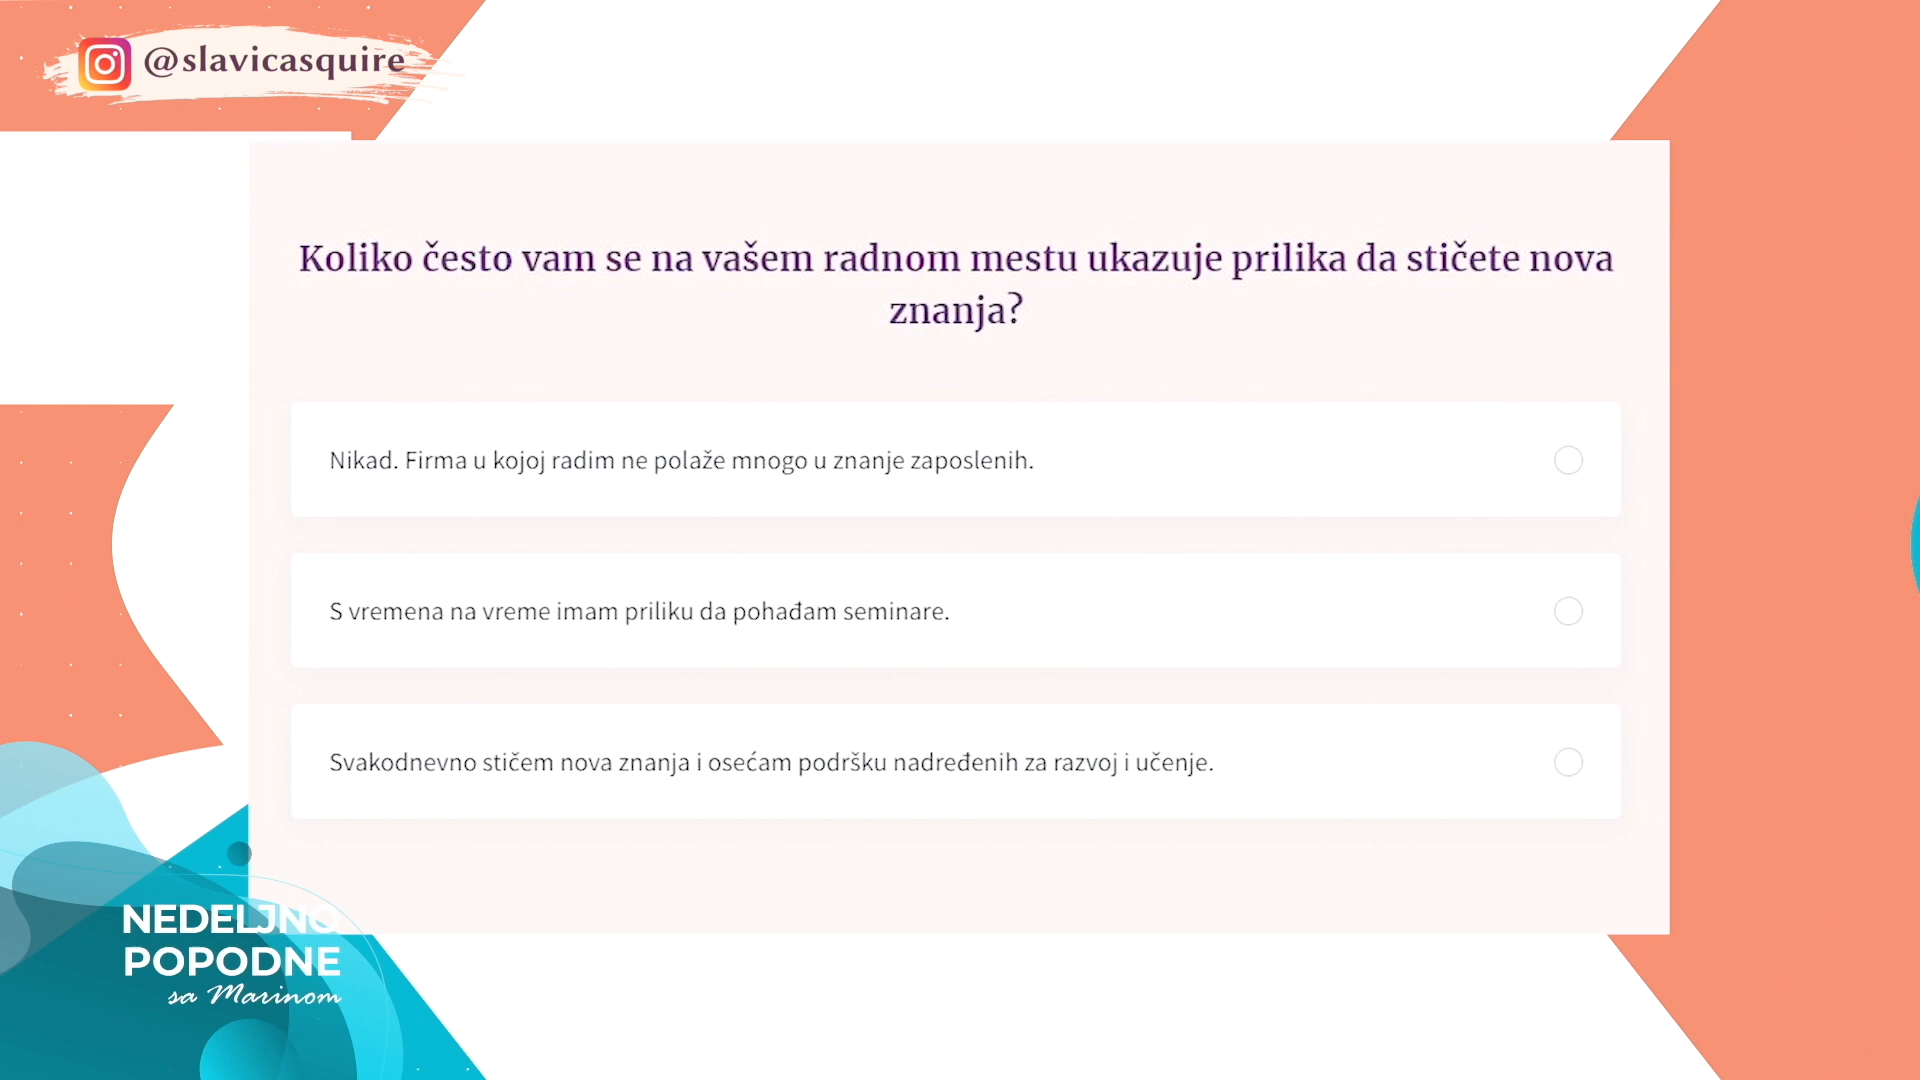 @slavicasquire
Koliko često vam se na vašem radnom mestu ukazuje prilika da stičete nova
znanja?
Nikad. Firma u kojoj radim ne polaže mnogo u znanje zaposlenih.
S vremena na vreme imam priliku da pohađam seminare.
Svakodnevno stičem nova znanja i osećam podršku nadređenih za razvoj i učenje.
NEDELJNO
POPODNE
sa Marinom